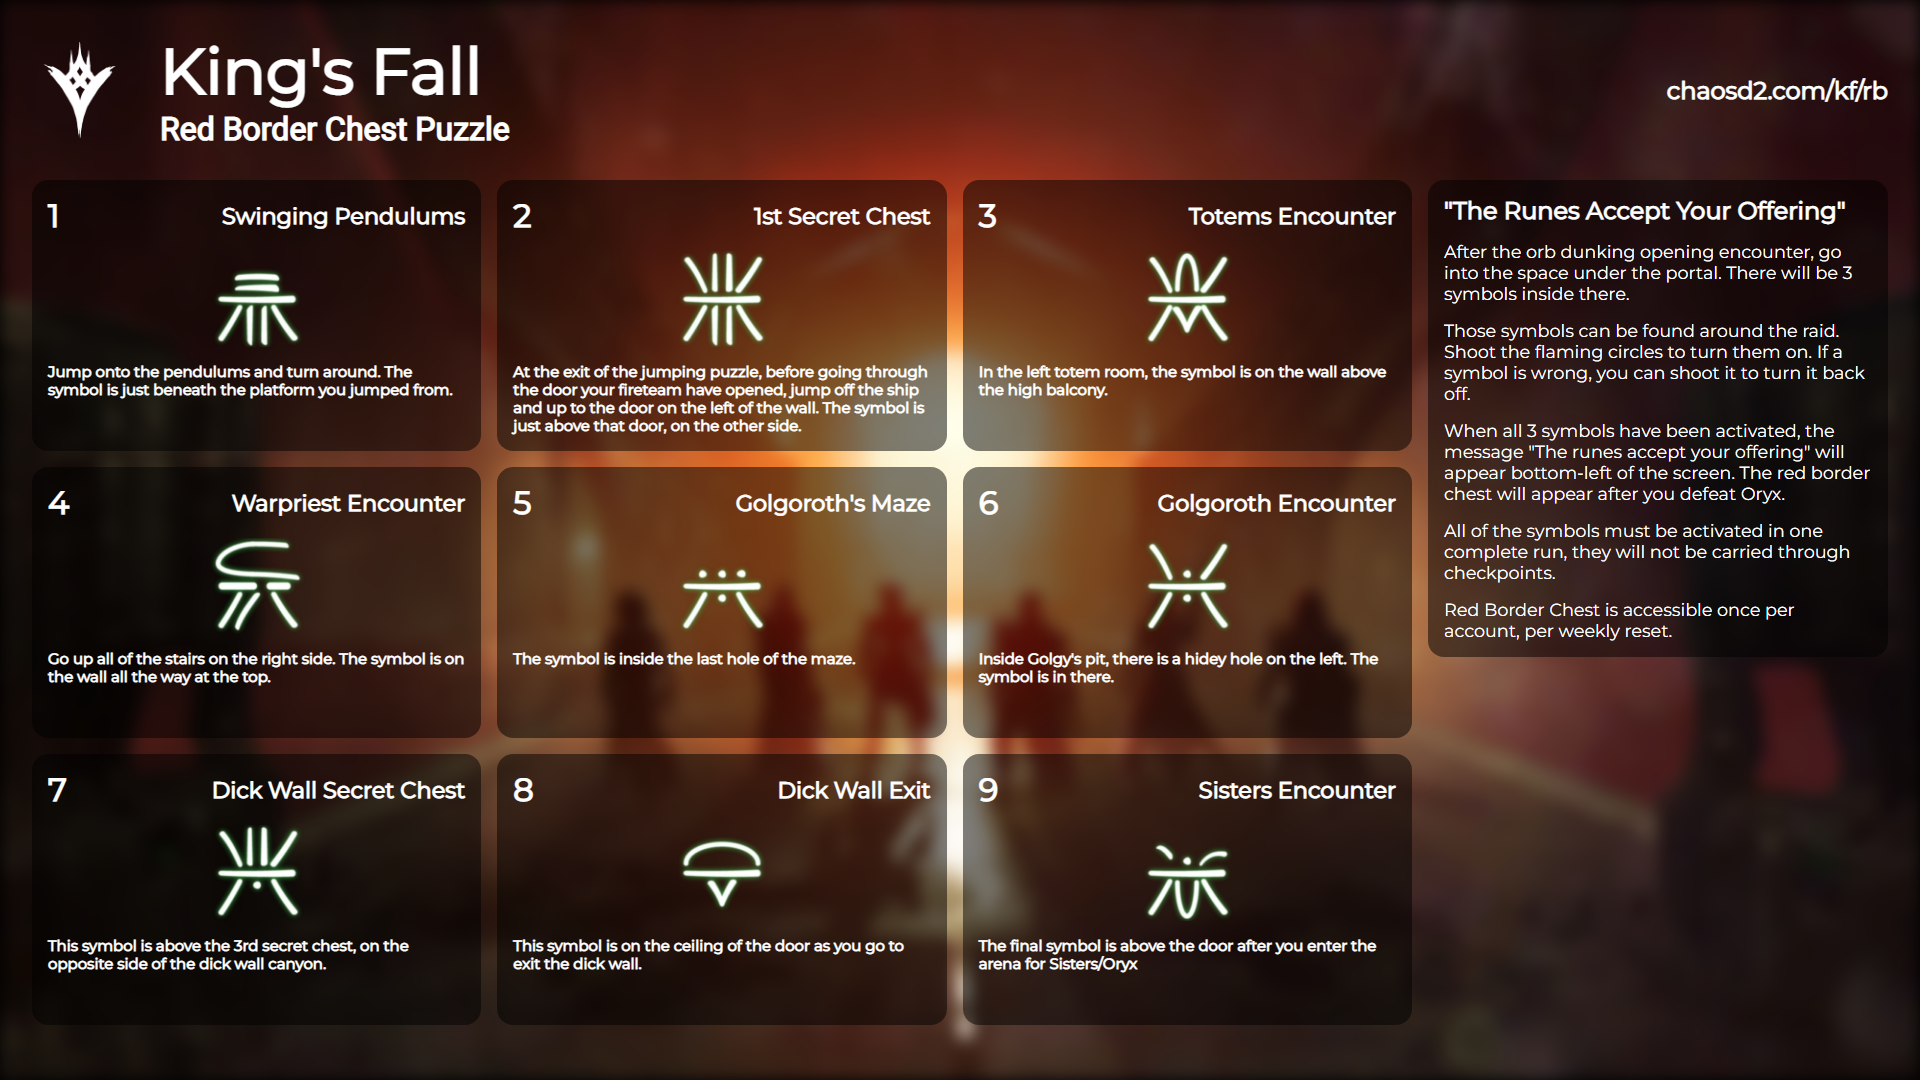 King's Fall
Red Border Chest Puzzle
chaosd2.com/kf/rb
1
Swinging Pendulums
Jump onto the pendulums and turn around. The
symbol is just beneath the platform you jumped from.
2
1st Secret Chest
At the exit of the jumping puzzle, before going through
the door your fireteam have opened, jump off the ship
and up to the door on the left of the wall. The symbol is
just above that door, on the other side.
3
Totems Encounter
In the left totem room, the symbol is on the wall above
the high balcony.
4
Warpriest Encounter
Go up all of the stairs on the right side. The symbol is on
the wall all the way at the top.
5
Golgoroth's Maze
The symbol is inside the last hole of the maze.
6
Golgoroth Encounter
Inside Golgy's pit, there is a hidey hole on the left. The
symbol is in there.
7
Dick Wall Secret Chest
This symbol is above the 3rd secret chest, on the
opposite side of the dick wall canyon.
8
Dick Wall Exit
This symbol is on the ceiling of the door as you go to
exit the dick wall.
9
Sisters Encounter
The final symbol is above the door after you enter the
arena for Sisters/Oryx
"The Runes Accept Your Offering"
After the orb dunking opening encounter, go
into the space under the portal. There will be 3
symbols inside there.
Those symbols can be found around the raid.
Shoot the flaming circles to turn them on. If a
symbol is wrong, you can shoot it to turn it back
off.
When all 3 symbols have been activated, the
message "The runes accept your offering" will
appear bottom-left of the screen. The red border
chest will appear after you defeat Oryx.
All of the symbols must be activated in one
complete run, they will not be carried through
checkpoints.
Red Border Chest is accessible once per
account, per weekly reset.